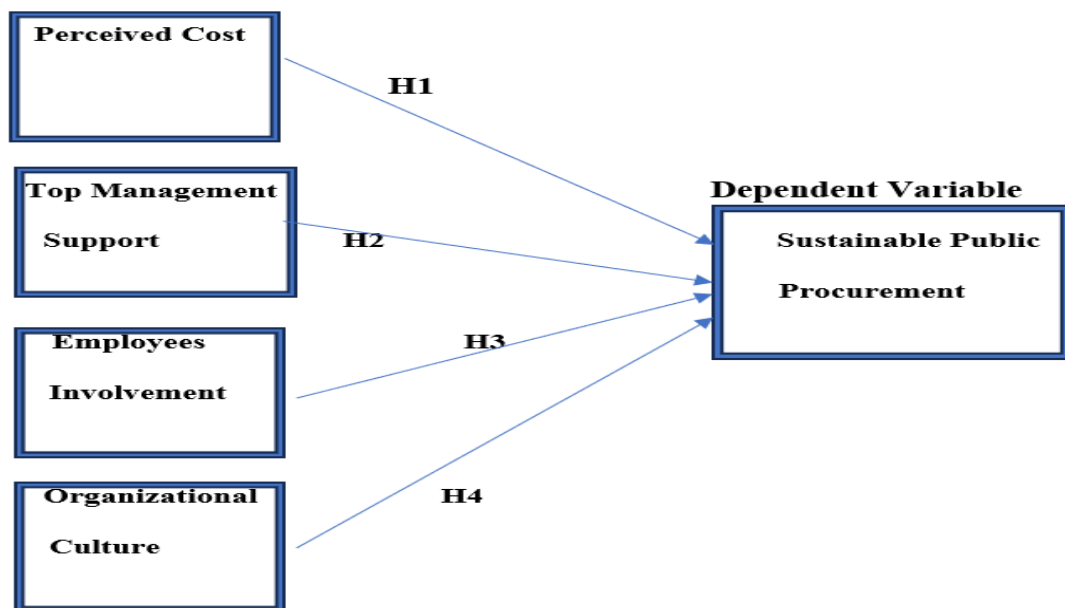 Perceived Cost
H1
Top Management
Support
H2
Dependent Variable
Sustainable Public
Procurement
Employees
Involvement
H3
Organizational
Culture
H4